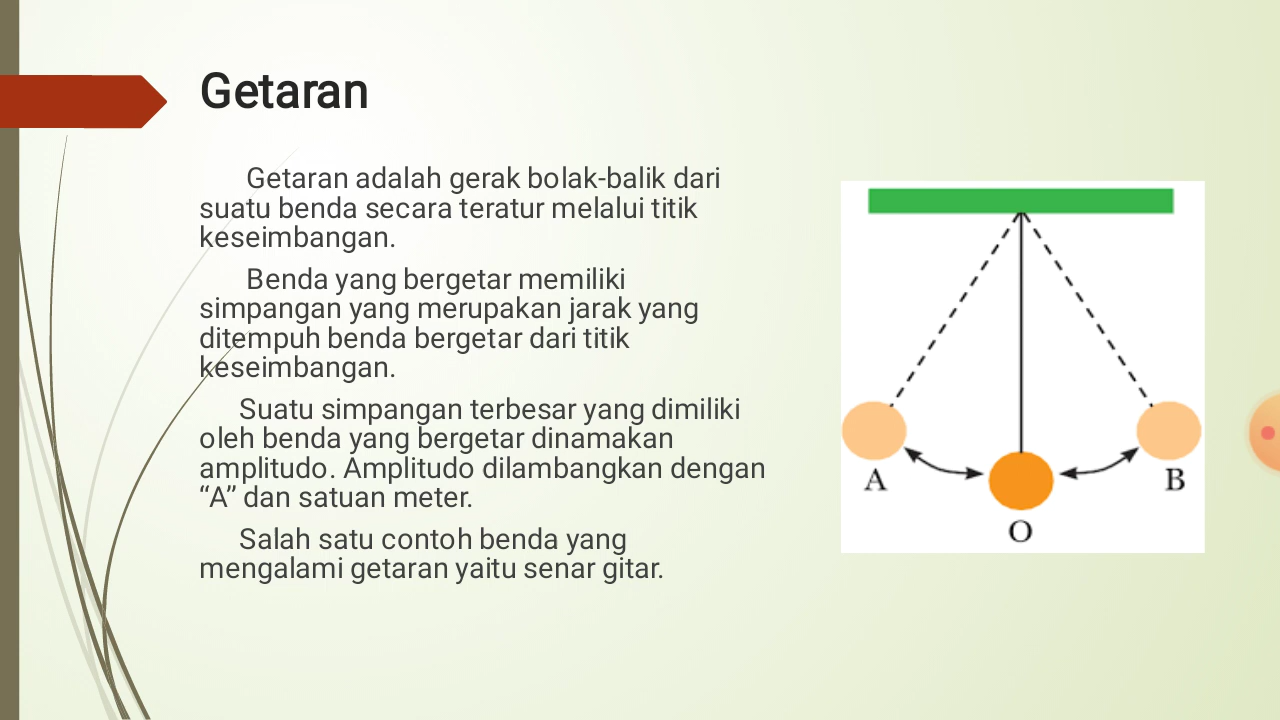 Getaran
Getaran adalah gerak bolak-balik dari
suatu benda secara teratur melalui titik
keseimbangan.
Benda yang bergetar memiliki
simpangan yang merupakan jarak yang
ditempuh benda bergetar dari titik
keseimbangan.
Suatu simpangan terbesar yang dimiliki
oleh benda yang bergetar dinamakan
amplitudo. Amplitudo dilambangkan dengan
“A” dan satuan meter.
Salah satu contoh benda yang
mengalami getaran yaitu senar gitar.
A
B
O